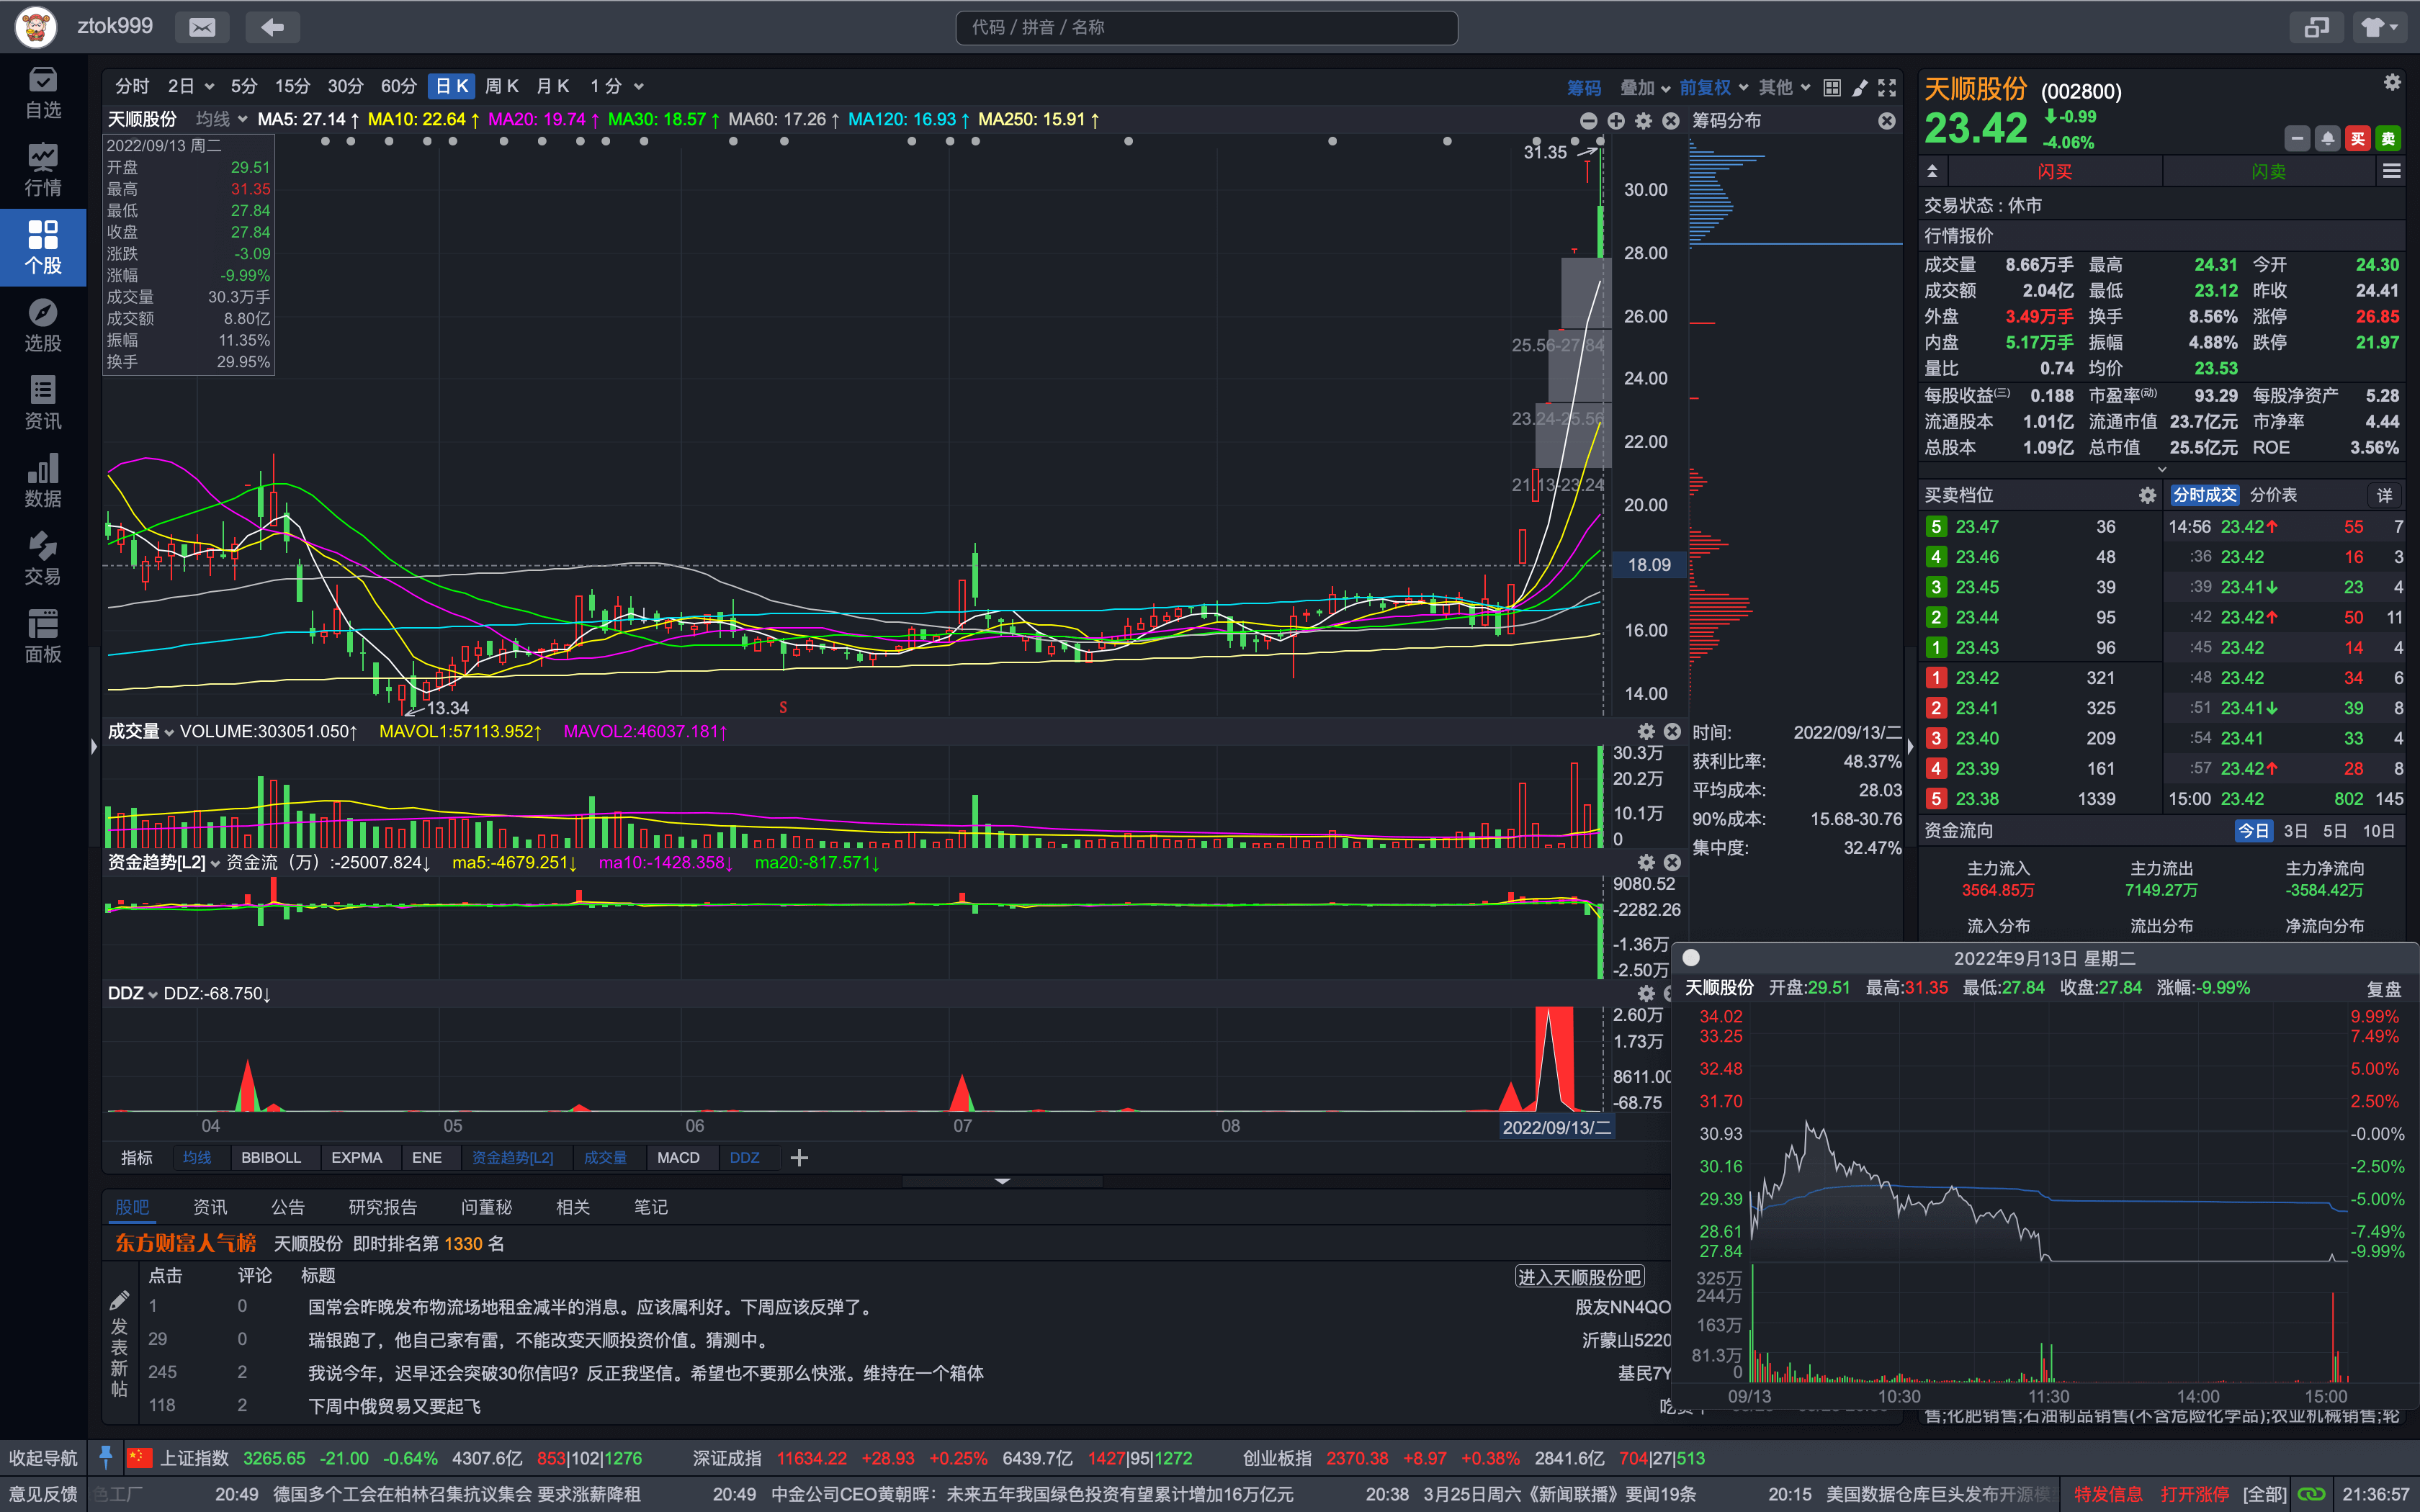 ztok999
代码 / 拼音 / 名称
自选
行情
个股
选股
资讯
数据
交易
面板
分时 2日 5分 15分 30分 60分 日K 周K 月K 1分 筹码 叠加 前复权 其他
天顺股份 均线 MA5: 27.14↑ MA10: 22.64↑ MA20: 19.74↑ MA30: 18.57↑ MA60: 17.26↑ MA120: 16.93↑ MA250: 15.91↑
2022/09/13 周二
开盘 29.51
最高 31.35
最低 27.84
收盘 27.84
涨跌 -3.09
涨幅 -9.99%
成交量 30.3万手
成交额 8.80亿
振幅 11.35%
换手 29.95%
31.35
30.00
28.00
26.00
24.00
22.00
20.00
18.09
16.00
14.00
25.56-27.84
23.24-25.56
21.13-23.24
13.34
S
成交量 VOLUME:303051.050↑ MAVOL1:57113.952↑ MAVOL2:46037.181↑
30.3万
20.2万
10.1万
0
资金趋势[L2] 资金流（万）:-25007.824↓ ma5:-4679.251↓ ma10:-1428.358↓ ma20:-817.571↓
9080.52
-2282.26
-1.36万
-2.50万
DDZ DDZ:-68.750↓
2.60万
1.73万
8611.00
-68.75
04 05 06 07 08 2022/09/13/二
指标 均线 BBIBOLL EXPMA ENE 资金趋势[L2] 成交量 MACD DDZ
筹码分布
时间: 2022/09/13/二
获利比率: 48.37%
平均成本: 28.03
90%成本: 15.68-30.76
集中度: 32.47%
股吧 资讯 公告 研究报告 问董秘 相关 笔记
东方财富人气榜 天顺股份 即时排名第 1330 名
点击 评论 标题 进入天顺股份吧
1 0 国常会昨晚发布物流场地租金减半的消息。应该属利好。下周应该反弹了。 股友NN4QO
29 0 瑞银跑了，他自己家有雷，不能改变天顺投资价值。猜测中。 沂蒙山5220
245 2 我说今年，迟早还会突破30你信吗？反正我坚信。希望也不要那么快涨。维持在一个箱体 基民7Y
118 2 下周中俄贸易又要起飞
发表新帖
天顺股份 (002800)
23.42 -0.99
-4.06%
买 卖
闪买 闪卖
交易状态 : 休市
行情报价
成交量 8.66万手 最高 24.31 今开 24.30
成交额 2.04亿 最低 23.12 昨收 24.41
外盘 3.49万手 换手 8.56% 涨停 26.85
内盘 5.17万手 振幅 4.88% 跌停 21.97
量比 0.74 均价 23.53
每股收益(三) 0.188 市盈率(动) 93.29 每股净资产 5.28
流通股本 1.01亿 流通市值 23.7亿元 市净率 4.44
总股本 1.09亿 总市值 25.5亿元 ROE 3.56%
买卖档位 分时成交 分价表 详
5 23.47 36 14:56 23.42↑ 55 7
4 23.46 48 :36 23.42 16 3
3 23.45 39 :39 23.41↓ 23 4
2 23.44 95 :42 23.42↑ 50 11
1 23.43 96 :45 23.42 14 4
1 23.42 321 :48 23.42 34 6
2 23.41 325 :51 23.41↓ 39 8
3 23.40 209 :54 23.41 33 4
4 23.39 161 :57 23.42↑ 28 8
5 23.38 1339 15:00 23.42 802 145
资金流向 今日 3日 5日 10日
主力流入 主力流出 主力净流向
3564.85万 7149.27万 -3584.42万
流入分布 流出分布 净流向分布
2022年9月13日 星期二
天顺股份 开盘:29.51 最高:31.35 最低:27.84 收盘:27.84 涨幅:-9.99% 复盘
34.02 9.99%
33.25 7.49%
32.48 5.00%
31.70 2.50%
30.93 -0.00%
30.16 -2.50%
29.39 -5.00%
28.61 -7.49%
27.84 -9.99%
325万
244万
163万
81.3万
0
09/13 10:30 11:30 14:00 15:00
售;化肥销售;石油制品销售(不含危险化学品);农业机械销售;轮
收起导航 上证指数 3265.65 -21.00 -0.64% 4307.6亿 853|102|1276 深证成指 11634.22 +28.93 +0.25% 6439.7亿 1427|95|1272 创业板指 2370.38 +8.97 +0.38% 2841.6亿 704|27|513
意见反馈 色工厂 20:49 德国多个工会在柏林召集抗议集会 要求涨薪降租 20:49 中金公司CEO黄朝晖：未来五年我国绿色投资有望累计增加16万亿元 20:38 3月25日周六《新闻联播》要闻19条 20:15 美国数据仓库巨头发布开源模 特发信息 打开涨停 [全部] 21:36:57